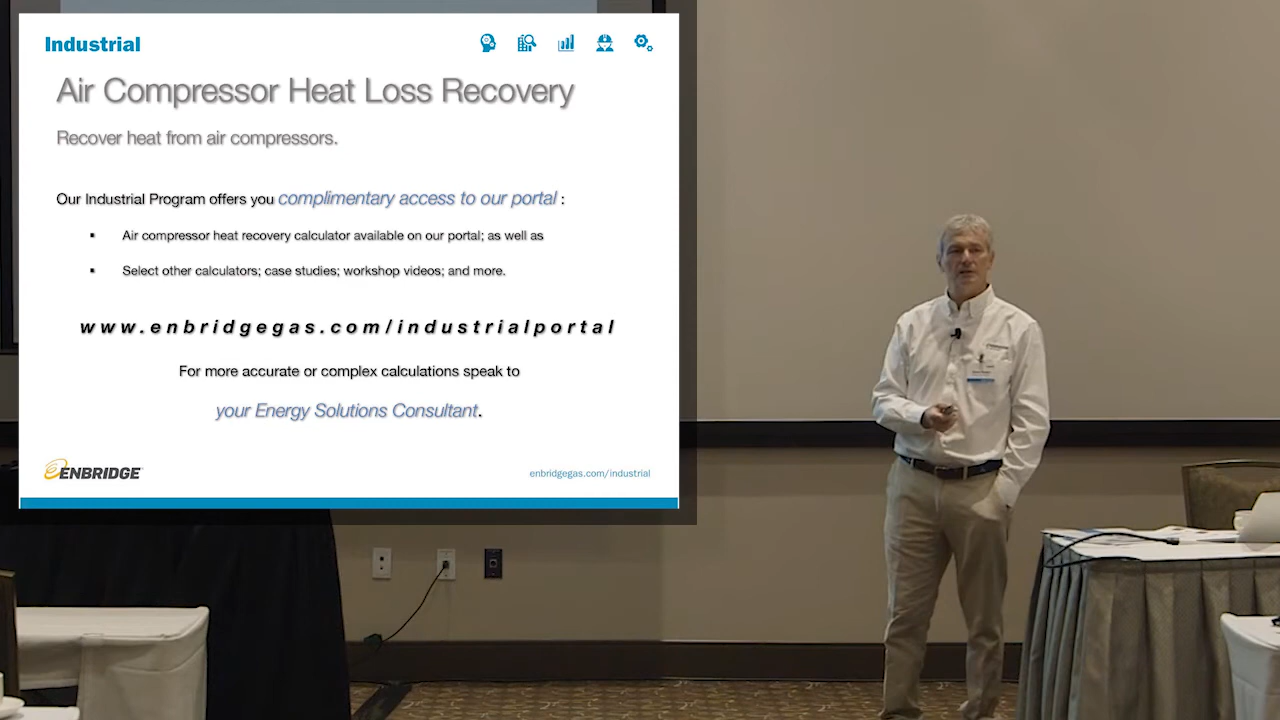 Industrial
Air Compressor Heat Loss Recovery
Recover heat from air compressors.
Our Industrial Program offers you complimentary access to our portal :
▪ Air compressor heat recovery calculator available on our portal; as well as
▪ Select other calculators; case studies; workshop videos; and more.
www.enbridgegas.com/industrialportal
For more accurate or complex calculations speak to
your Energy Solutions Consultant.
ENBRIDGE
enbridgegas.com/industrial